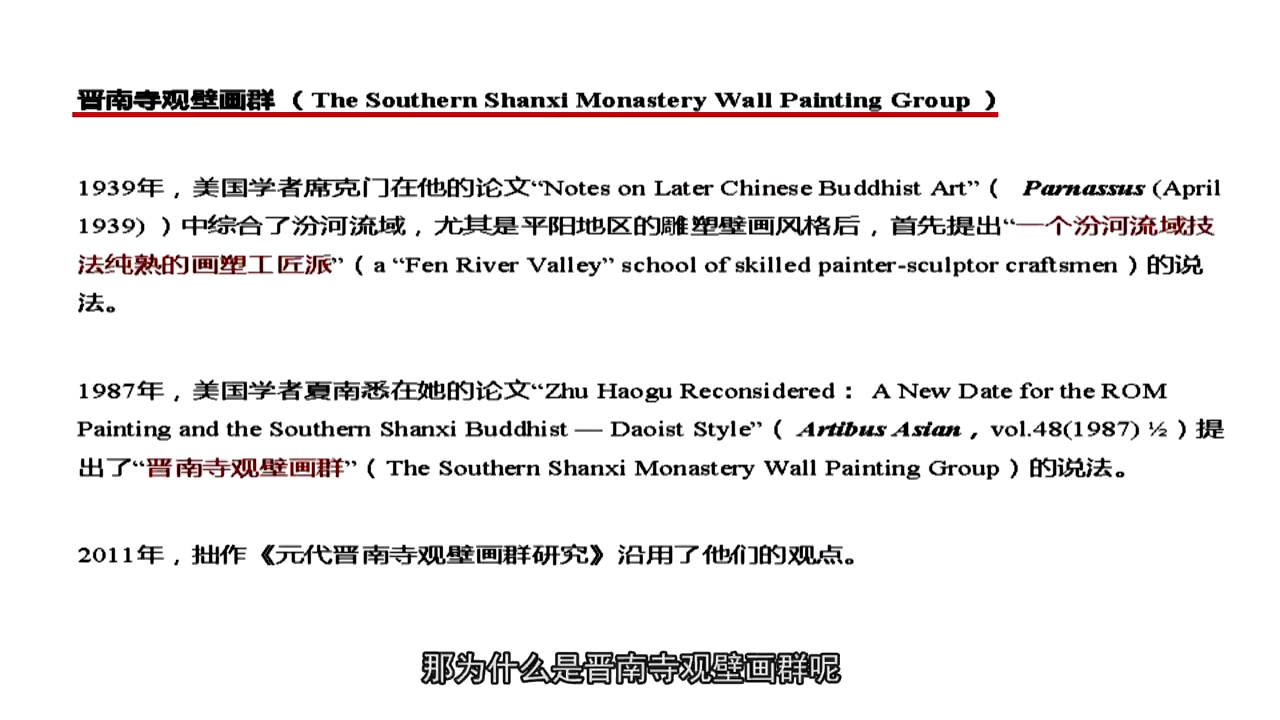 晋南寺观壁画群 （The Southern Shanxi Monastery Wall Painting Group ）
1939年，美国学者席克门在他的论文“Notes on Later Chinese Buddhist Art”（ Parnassus (April
1939) ）中综合了汾河流域，尤其是平阳地区的雕塑壁画风格后，首先提出“一个汾河流域技
法纯熟的画塑工匠派”（a “Fen River Valley” school of skilled painter-sculptor craftsmen）的说
法。
1987年，美国学者夏南悉在她的论文“Zhu Haogu Reconsidered： A New Date for the ROM
Painting and the Southern Shanxi Buddhist — Daoist Style”（ Artibus Asian，vol.48(1987) ½）提
出了“晋南寺观壁画群”（The Southern Shanxi Monastery Wall Painting Group）的说法。
2011年，拙作《元代晋南寺观壁画群研究》沿用了他们的观点。
那为什么是晋南寺观壁画群呢